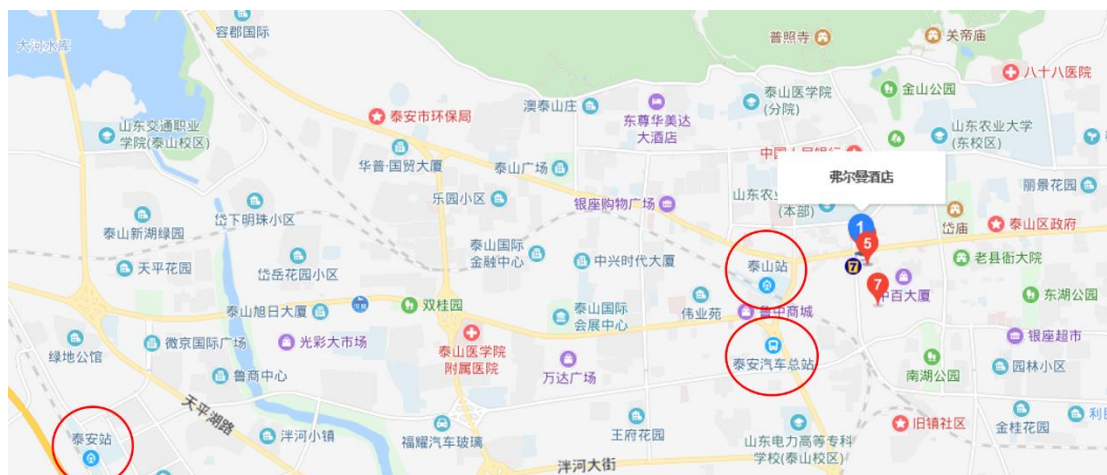 容郡国际
大河水库
普照寺
关帝庙
八十八医院
泰安市环保局
澳泰山庄
东尊华美达
大酒店
泰山医学院
(分院)
金山公园
山东交通职业
学院(泰山校区)
山东农业大学
(东校区)
华普·国贸大厦
泰山广场
弗尔曼酒店
丽景花园
乐园小区
银座购物广场
山东农业
(本部)
岱庙
泰山区政府
岱下明珠小区
泰山新湖绿园
1
5
7
泰山国际
金融中心
中兴时代大厦
泰山站
老县衙大院
天平花园
岱岳花园小区
7
中百大厦
东湖公园
泰山旭日大厦
双桂园
泰山国际
会展中心
伟业苑
鲁中商城
绿地公馆
微京国际广场
光彩大市场
泰山医学院
附属医院
万达广场
泰安汽车总站
银座超市
南湖公园
园林小区
鲁商中心
天平湖路
泰安站
泮河小镇
福耀汽车玻璃
王府花园
山东电力高等专科
学校(泰山校区)
旧镇社区
金桂花园
泮河大街